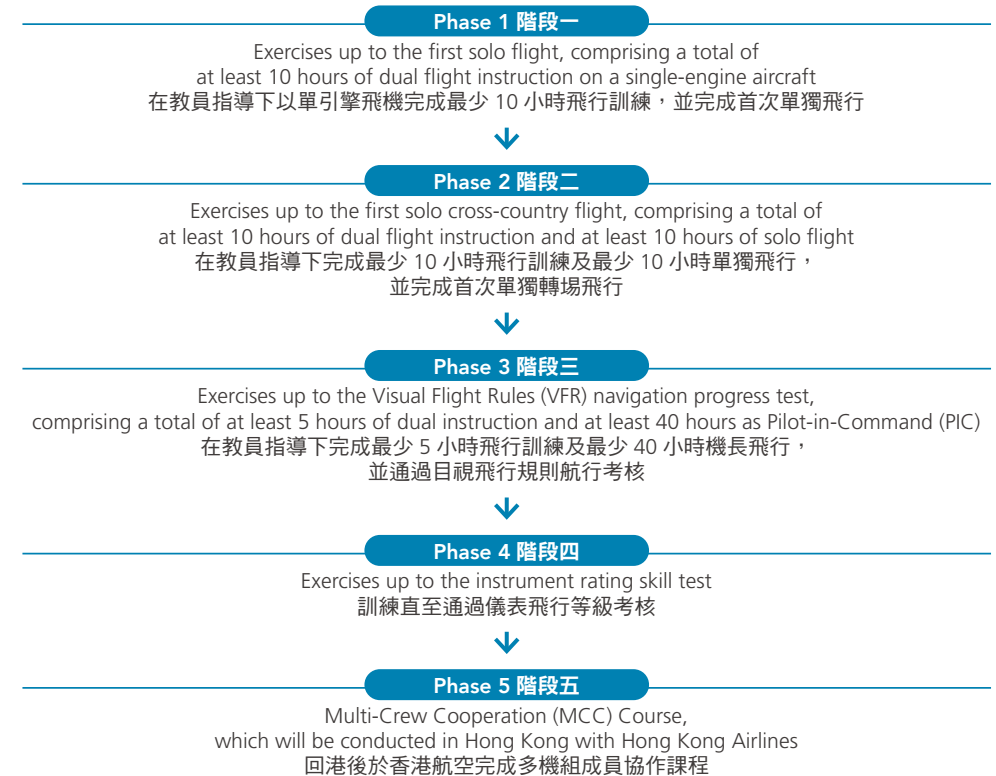 Phase 1 階段一
Exercises up to the first solo flight, comprising a total of
at least 10 hours of dual flight instruction on a single-engine aircraft
在教員指導下以單引擎飛機完成最少 10 小時飛行訓練，並完成首次單獨飛行
Phase 2 階段二
Exercises up to the first solo cross-country flight, comprising a total of
at least 10 hours of dual flight instruction and at least 10 hours of solo flight
在教員指導下完成最少 10 小時飛行訓練及最少 10 小時單獨飛行，
並完成首次單獨轉場飛行
Phase 3 階段三
Exercises up to the Visual Flight Rules (VFR) navigation progress test,
comprising a total of at least 5 hours of dual instruction and at least 40 hours as Pilot-in-Command (PIC)
在教員指導下完成最少 5 小時飛行訓練及最少 40 小時機長飛行，
並通過目視飛行規則航行考核
Phase 4 階段四
Exercises up to the instrument rating skill test
訓練直至通過儀表飛行等級考核
Phase 5 階段五
Multi-Crew Cooperation (MCC) Course,
which will be conducted in Hong Kong with Hong Kong Airlines
回港後於香港航空完成多機組成員協作課程